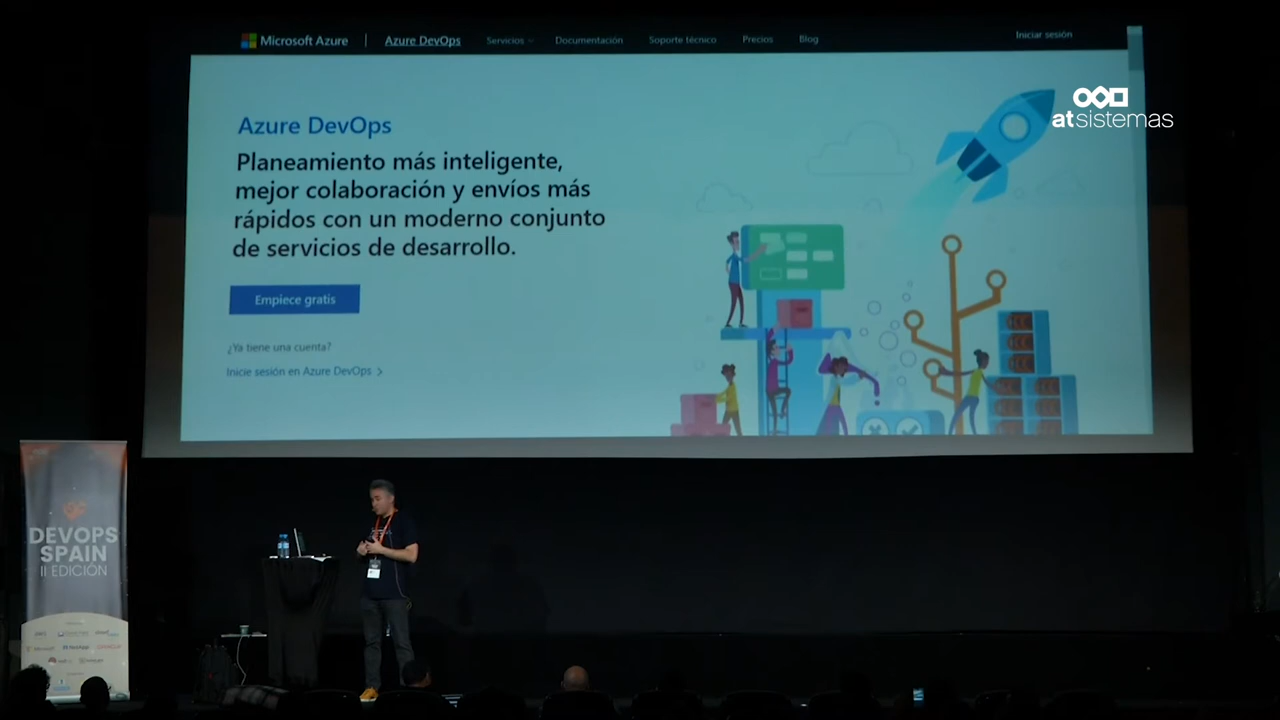 Microsoft Azure | Azure DevOps Servicios Documentación Soporte técnico Precios Blog Iniciar sesión
atsistemas
Azure DevOps
Planeamiento más inteligente,
mejor colaboración y envíos más
rápidos con un moderno conjunto
de servicios de desarrollo.
Empiece gratis
¿Ya tiene una cuenta?
Inicie sesión en Azure DevOps >
DEVOPS
SPAIN
II EDICIÓN